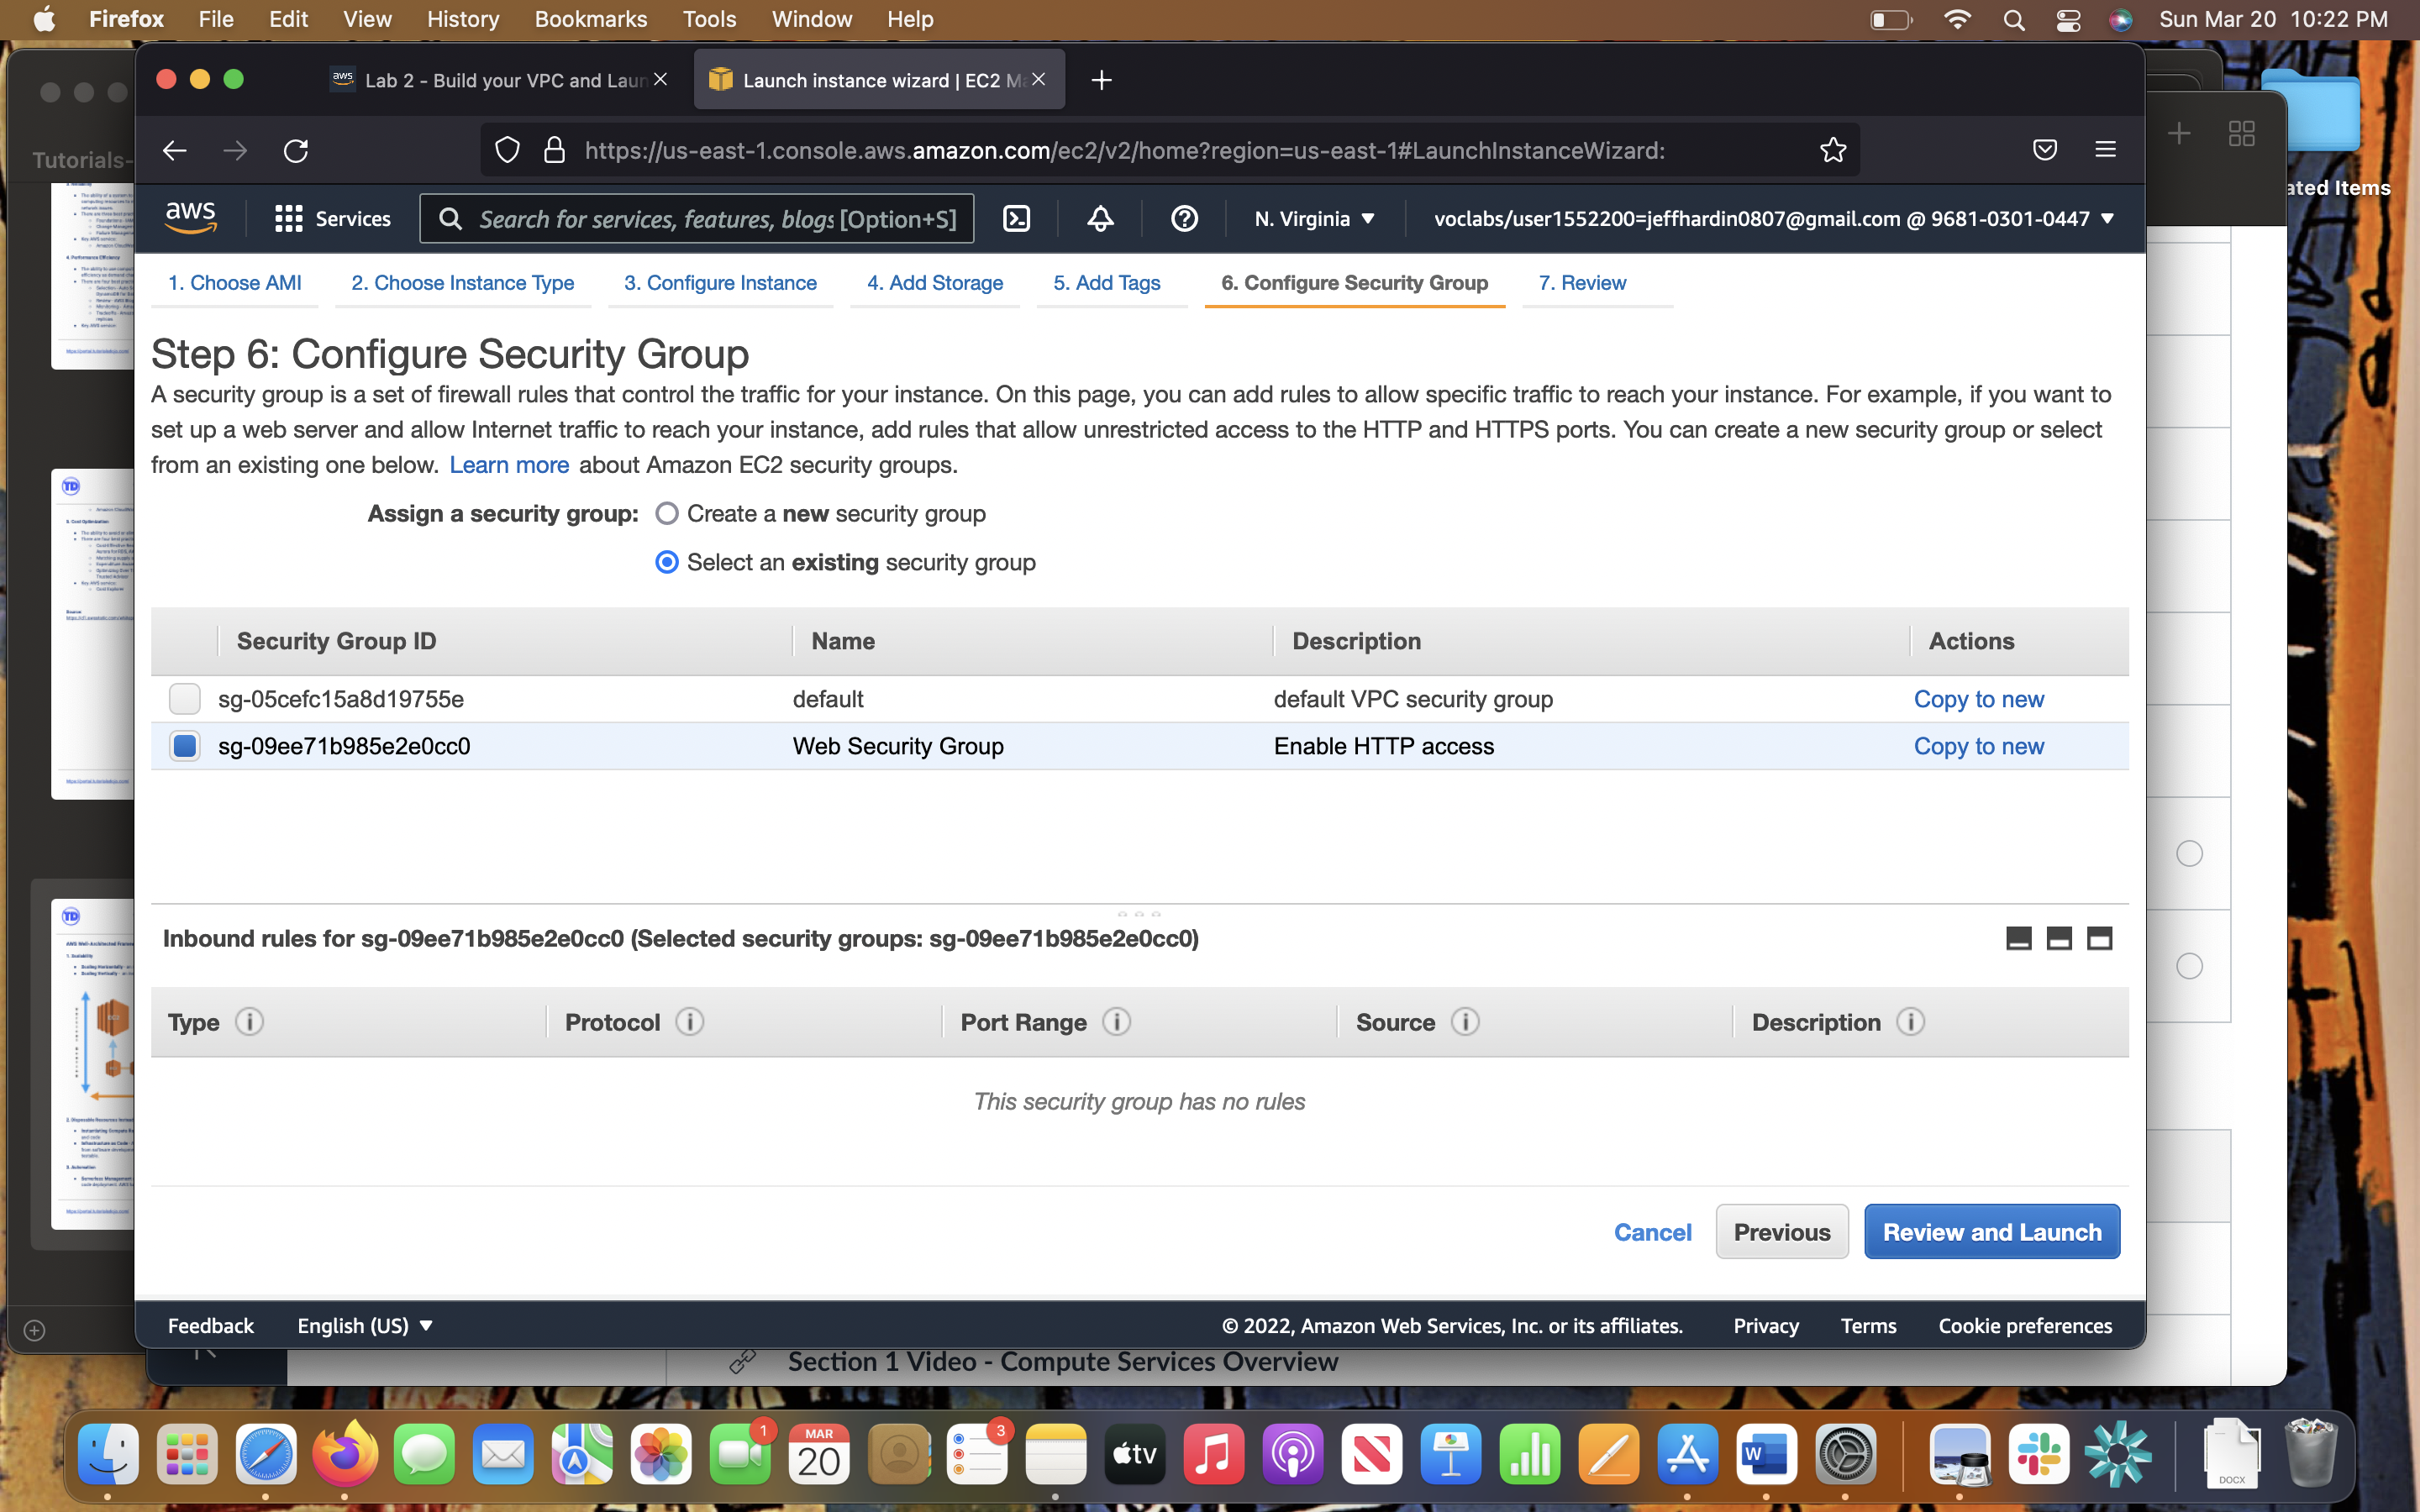 Firefox File Edit View History Bookmarks Tools Window Help
Sun Mar 20 10:22 PM
Lab 2 - Build your VPC and Laun
Launch instance wizard | EC2 Ma
Tutorials-
https://us-east-1.console.aws.amazon.com/ec2/v2/home?region=us-east-1#LaunchInstanceWizard:
ated Items
aws
Services
Search for services, features, blogs [Option+S]
N. Virginia
voclabs/user1552200=jeffhardin0807@gmail.com @ 9681-0301-0447
1. Choose AMI 2. Choose Instance Type 3. Configure Instance 4. Add Storage 5. Add Tags 6. Configure Security Group 7. Review
Step 6: Configure Security Group
A security group is a set of firewall rules that control the traffic for your instance. On this page, you can add rules to allow specific traffic to reach your instance. For example, if you want to
set up a web server and allow Internet traffic to reach your instance, add rules that allow unrestricted access to the HTTP and HTTPS ports. You can create a new security group or select
from an existing one below. Learn more about Amazon EC2 security groups.
Assign a security group: Create a new security group
Select an existing security group
Security Group ID Name Description Actions
sg-05cefc15a8d19755e default default VPC security group Copy to new
sg-09ee71b985e2e0cc0 Web Security Group Enable HTTP access Copy to new
Inbound rules for sg-09ee71b985e2e0cc0 (Selected security groups: sg-09ee71b985e2e0cc0)
Type Protocol Port Range Source Description
This security group has no rules
Cancel Previous Review and Launch
Feedback English (US) © 2022, Amazon Web Services, Inc. or its affiliates. Privacy Terms Cookie preferences
Section 1 Video - Compute Services Overview
1
MAR
20
3
tv
W
DOCX